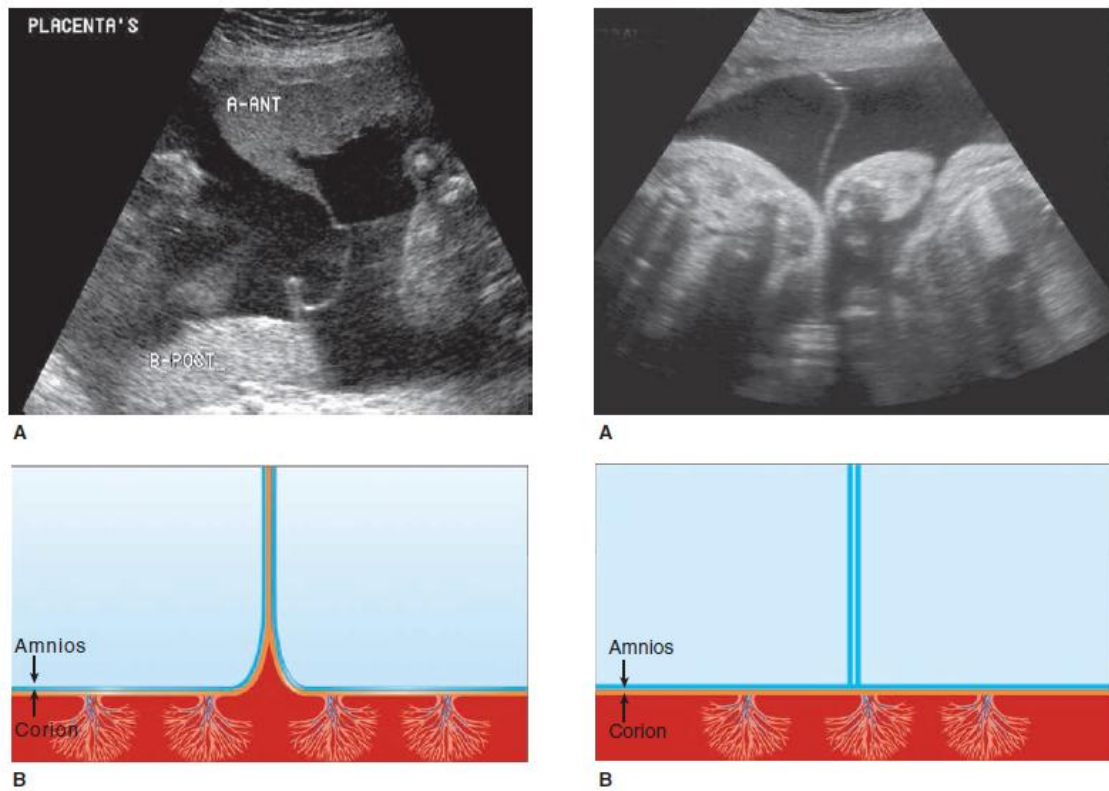 PLACENTA'S
A-ANT
B-POST
A
A
Amnios
Corion
B
Amnios
Corion
B